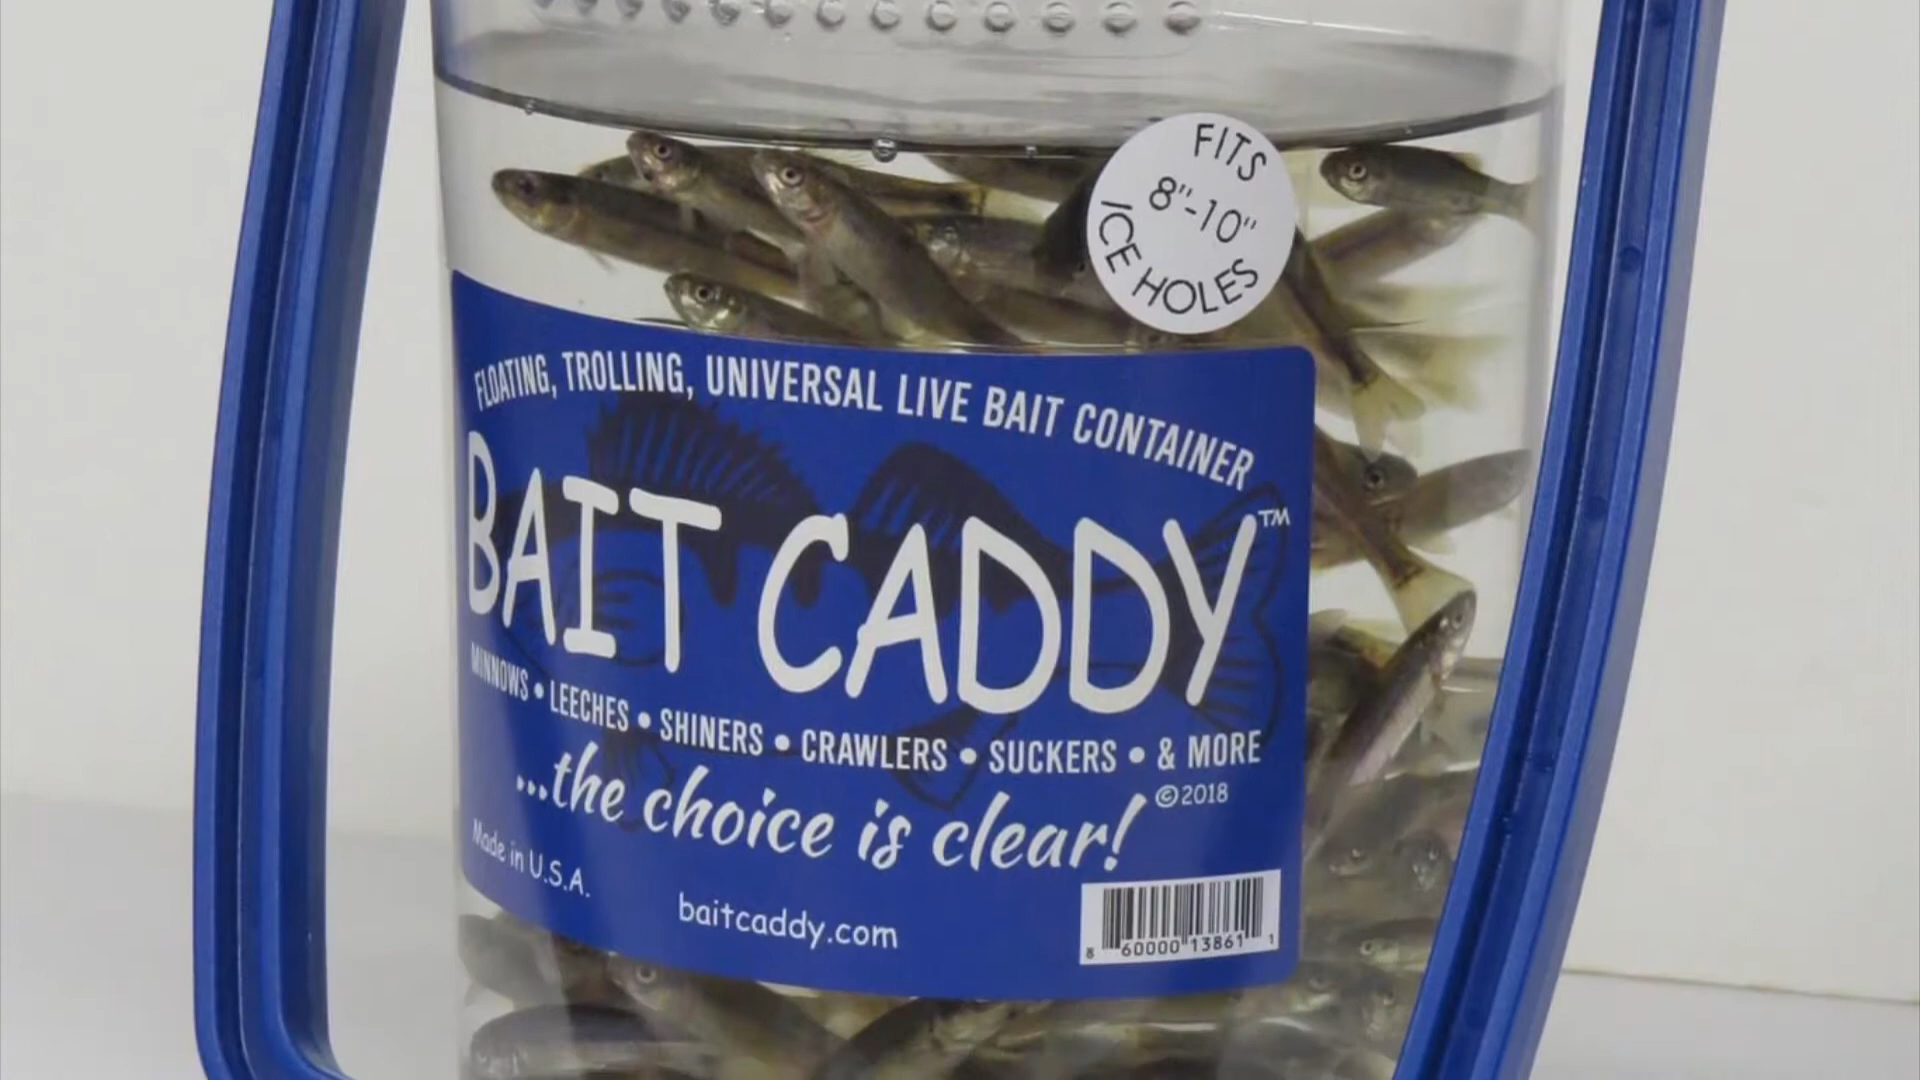 FITS
8"-10"
ICE HOLES
FLOATING, TROLLING, UNIVERSAL LIVE BAIT CONTAINER
BAIT CADDY™
MINNOWS • LEECHES • SHINERS • CRAWLERS • SUCKERS • & MORE
...the choice is clear! ©2018
Made in U.S.A.
baitcaddy.com
8 60000 13861 1